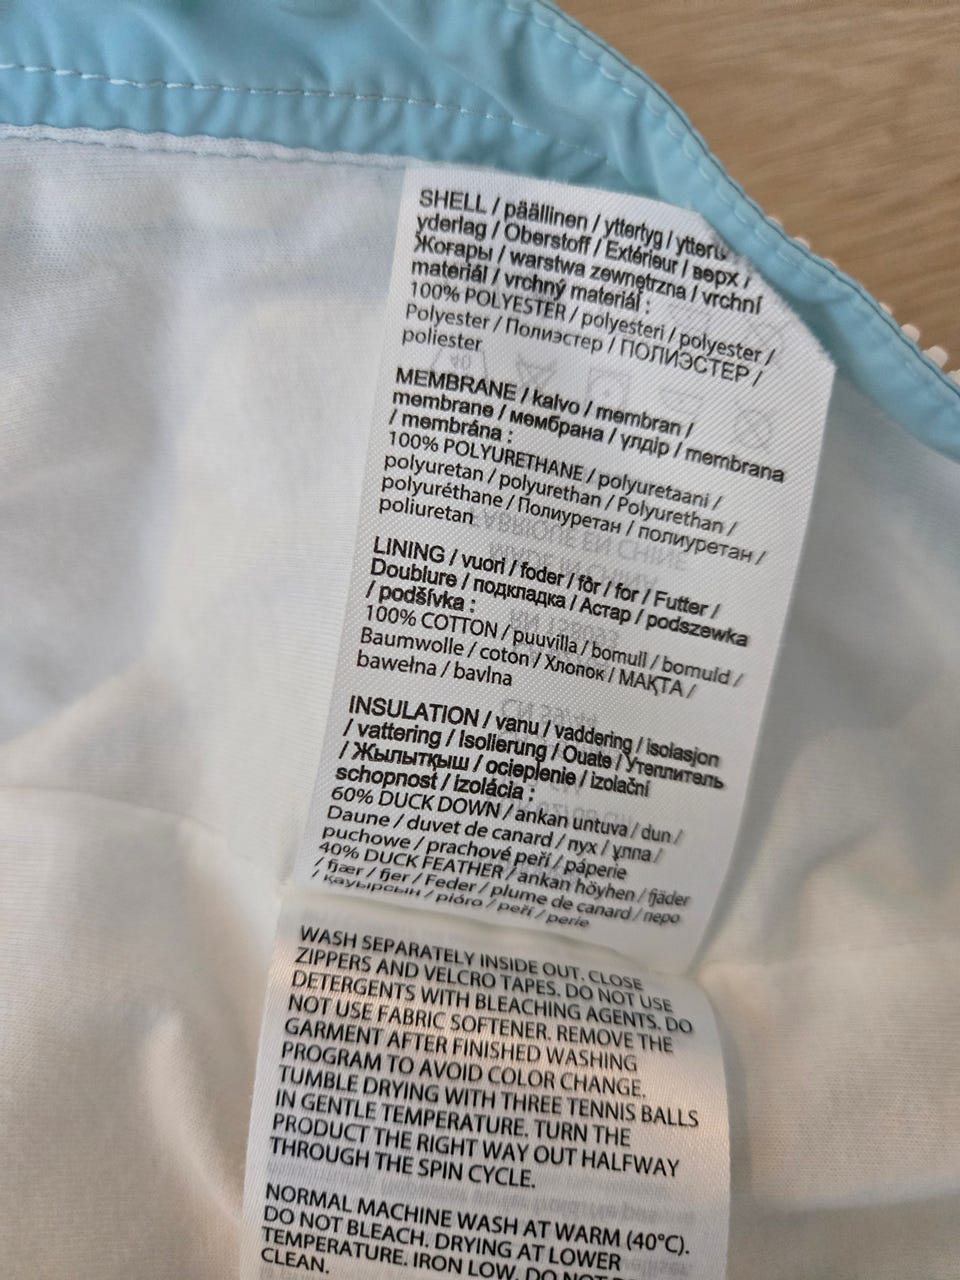 SHELL / päällinen / yttertyg / ytter
yderlag / Oberstoff / Extérieur / верх /
Жоғары / warstwa zewnętrzna / vrchní
materiál / vrchný materiál :
100% POLYESTER / polyesteri / polyester /
Polyester / Полиэстер / ПОЛИЭСТЕР /
poliester
MEMBRANE / kalvo / membran /
membrane / мембрана / үлдір / membrana
/ membrána :
100% POLYURETHANE / polyuretaani /
polyuretan / polyurethan / Polyurethan /
polyuréthane / Полиуретан / полиуретан /
poliuretan
LINING / vuori / foder / fôr / for / Futter /
Doublure / подкладка / Астар / podszewka
/ podšívka :
100% COTTON / puuvilla / bomull / bomuld /
Baumwolle / coton / Хлопок / МАҚТА /
bawełna / bavlna
INSULATION / vanu / vaddering / isolasjon
/ vattering / Isolierung / Ouate / Утеплитель
/ Жылытқыш / ocieplenie / izolační
schopnost / izolácia :
60% DUCK DOWN / ankan untuva / dun /
Daune / duvet de canard / пух / ұлпа /
puchowe / prachové peří / páperie
40% DUCK FEATHER / ankan höyhen / fjäder
/ fjær / fjer / Feder / plume de canard / перо
/ қауырсын / pióro / peří / perie
WASH SEPARATELY INSIDE OUT. CLOSE
ZIPPERS AND VELCRO TAPES. DO NOT USE
DETERGENTS WITH BLEACHING AGENTS. DO
NOT USE FABRIC SOFTENER. REMOVE THE
GARMENT AFTER FINISHED WASHING
PROGRAM TO AVOID COLOR CHANGE.
TUMBLE DRYING WITH THREE TENNIS BALLS
IN GENTLE TEMPERATURE. TURN THE
PRODUCT THE RIGHT WAY OUT HALFWAY
THROUGH THE SPIN CYCLE.
NORMAL MACHINE WASH AT WARM (40°C).
DO NOT BLEACH. DRYING AT LOWER
TEMPERATURE. IRON LOW. DO NOT
CLEAN.